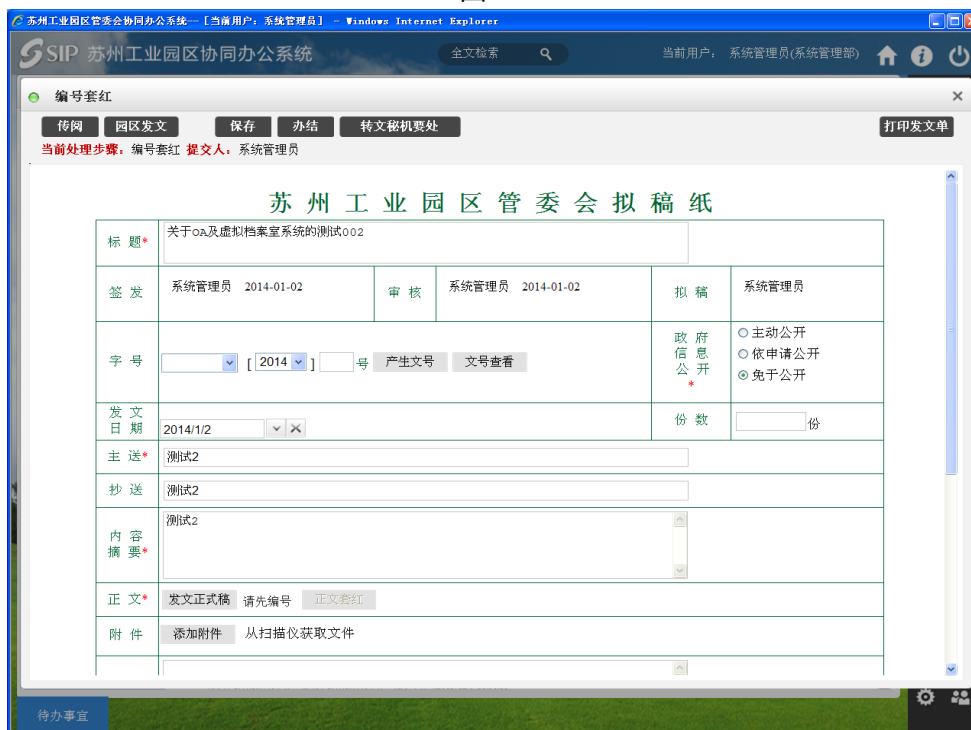 苏州工业园区管委会协同办公系统--[当前用户: 系统管理员] - Windows Internet Explorer
SIP 苏州工业园区协同办公系统 全文检索 当前用户: 系统管理员(系统管理部)
编号套红
传阅 园区发文 保存 办结 转文秘机要处 打印发文单
当前处理步骤: 编号套红 提交人: 系统管理员
苏州工业园区管委会拟稿纸
标 题* 关于OA及虚拟档案室系统的测试002
签 发 系统管理员 2014-01-02 审 核 系统管理员 2014-01-02 拟 稿 系统管理员
字 号 [ 2014 ] 号 产生文号 文号查看
政 府
信 息
公 开
*
主动公开
依申请公开
免于公开
发 文
日 期 2014/1/2 份 数 份
主 送* 测试2
抄 送 测试2
内 容
摘 要* 测试2
正 文* 发文正式稿 请先编号 正文套红
附 件 添加附件 从扫描仪获取文件
待办事宜